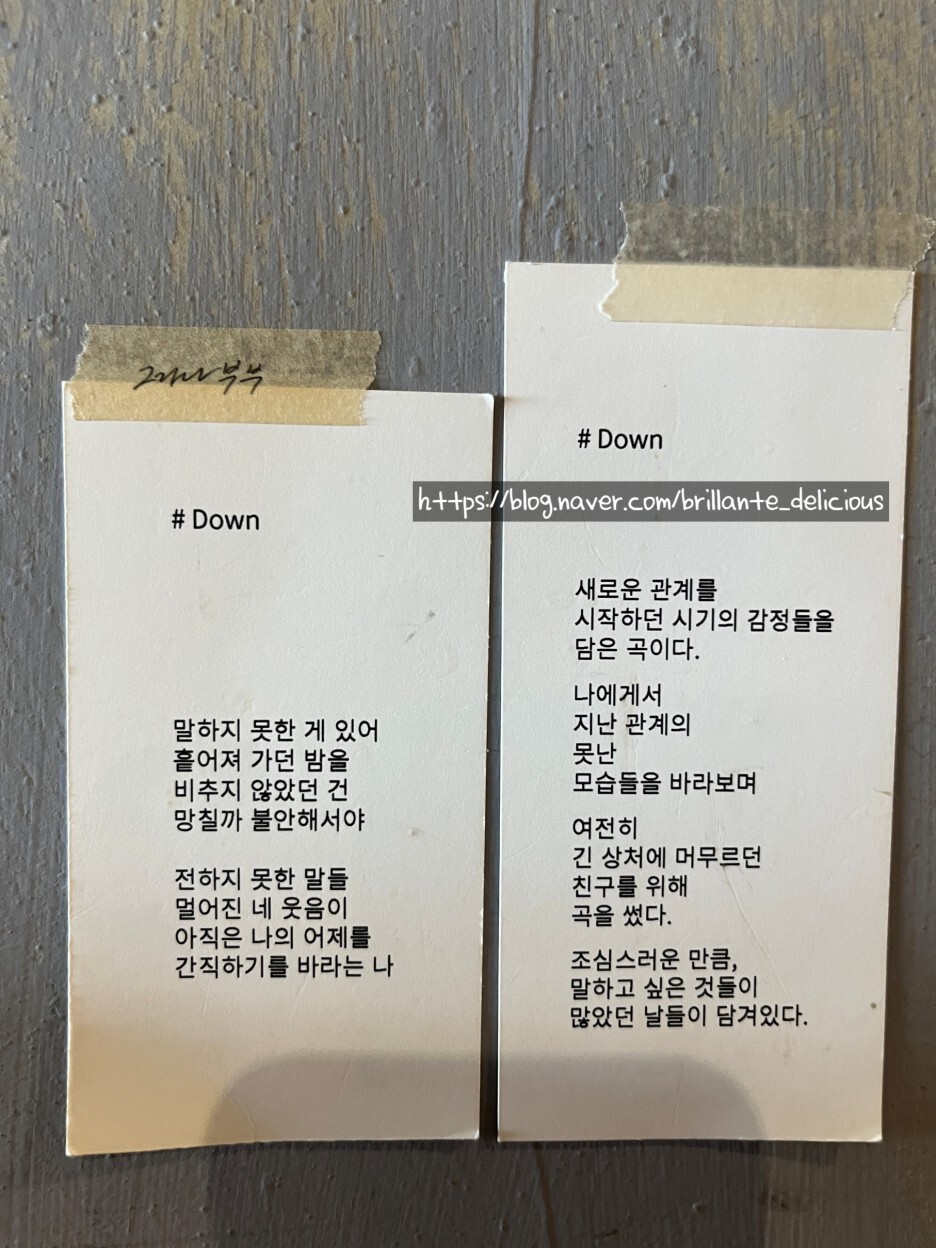 부부
# Down
말하지 못한 게 있어
흩어져 가던 밤을
비추지 않았던 건
망칠까 불안해서야
전하지 못한 말들
멀어진 네 웃음이
아직은 나의 어제를
간직하기를 바라는 나
# Down
https://blog.naver.com/brillante_delicious
새로운 관계를
시작하던 시기의 감정들을
담은 곡이다.
나에게서
지난 관계의
못난
모습들을 바라보며
여전히
긴 상처에 머무르던
친구를 위해
곡을 썼다.
조심스러운 만큼,
말하고 싶은 것들이
많았던 날들이 담겨있다.